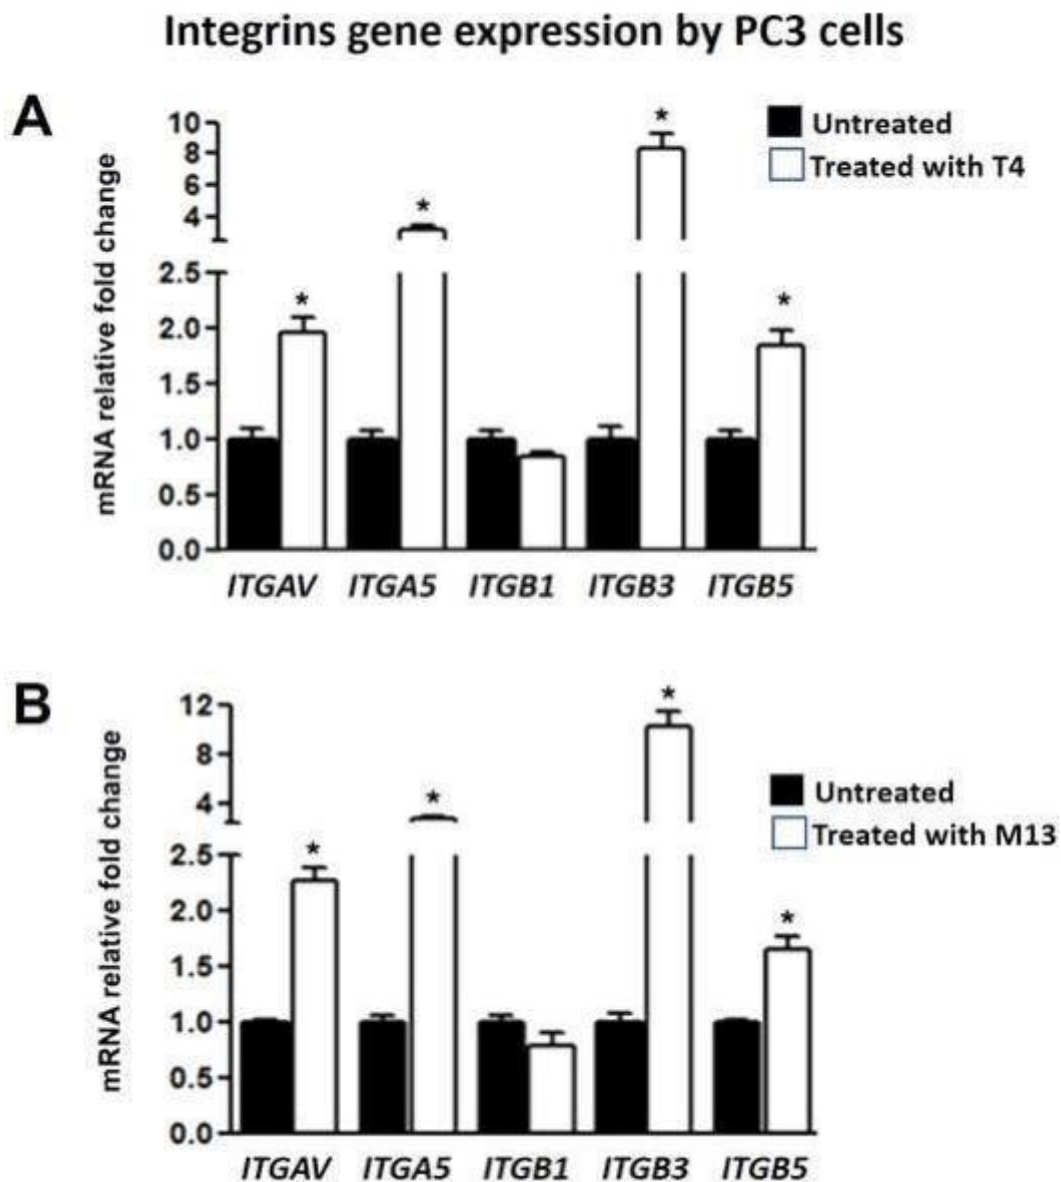 Integrins gene expression by PC3 cells
A
mRNA relative fold change
10
8
6
4
2.5
2.0
1.5
1.0
0.5
0.0
*
*
*
*
Untreated
Treated with T4
ITGAV ITGA5 ITGB1 ITGB3 ITGB5
B
mRNA relative fold change
12
8
4
2.5
2.0
1.5
1.0
0.5
0.0
*
*
*
*
Untreated
Treated with M13
ITGAV ITGA5 ITGB1 ITGB3 ITGB5